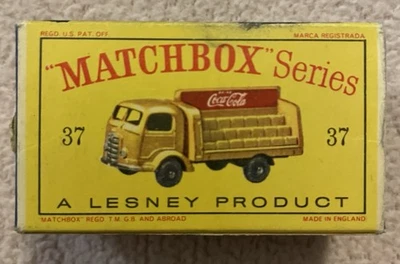 REGD. U.S. PAT. OFF. MARCA REGISTRADA
"MATCHBOX" Series
Coca-Cola
37 37
A LESNEY PRODUCT
"MATCHBOX" REGD. T.M. G.B. AND ABROAD MADE IN ENGLAND